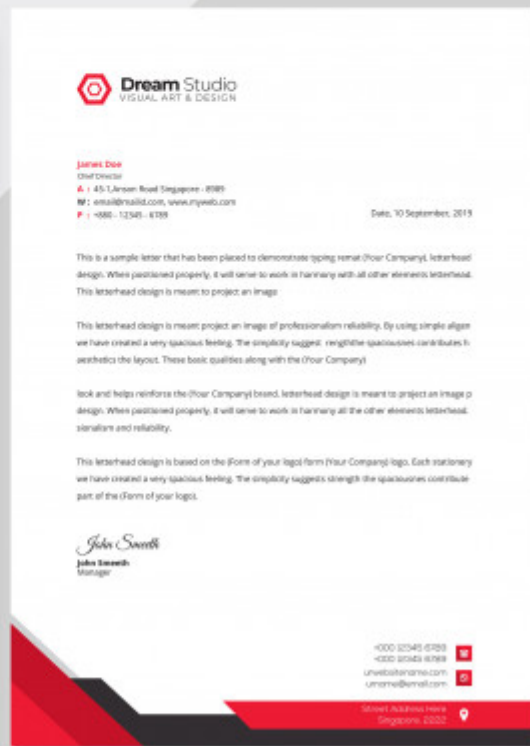 Dream Studio
VISUAL ART & DESIGN
James Doe
Chief Director
A : 45-1,Anson Road Singapore - 8989
W : email@mailid.com, www.myweb.com
P : +880 - 12345 - 6789
Date, 10 September, 2019
This is a sample letter that has been placed to demonstrate typing remat (Your Company), letterhead
design. When positioned properly, it will serve to work in harmony with all other elements letterhead.
This letterhead design is meant to project an image
This letterhead design is meant project an image of professionalism reliability. By using simple aligen
we have created a very spacious feeling. The simplicity suggest rengththe spaciousnes contributes h
aesthetics the layout. These basic qualities along with the (Your Company)
look and helps reinforce the (Your Company) brand, letterhead design is meant to project an image p
design. When positioned properly, it will serve to work in harmony all the other elements letterhead.
sionalism and reliability.
This letterhead design is based on the (Form of your logo) form (Your Company) logo. Each stationery
we have created a very spacious feeling. The simplicity suggests strength the spaciousnes contribute
part of the (Form of your logo).
John Smeeth
John Smeeth
Manager
+000 12345 6789
+000 12345 6789
urwebsitename.com
urname@email.com
Street Address Here
Singapore, 2222